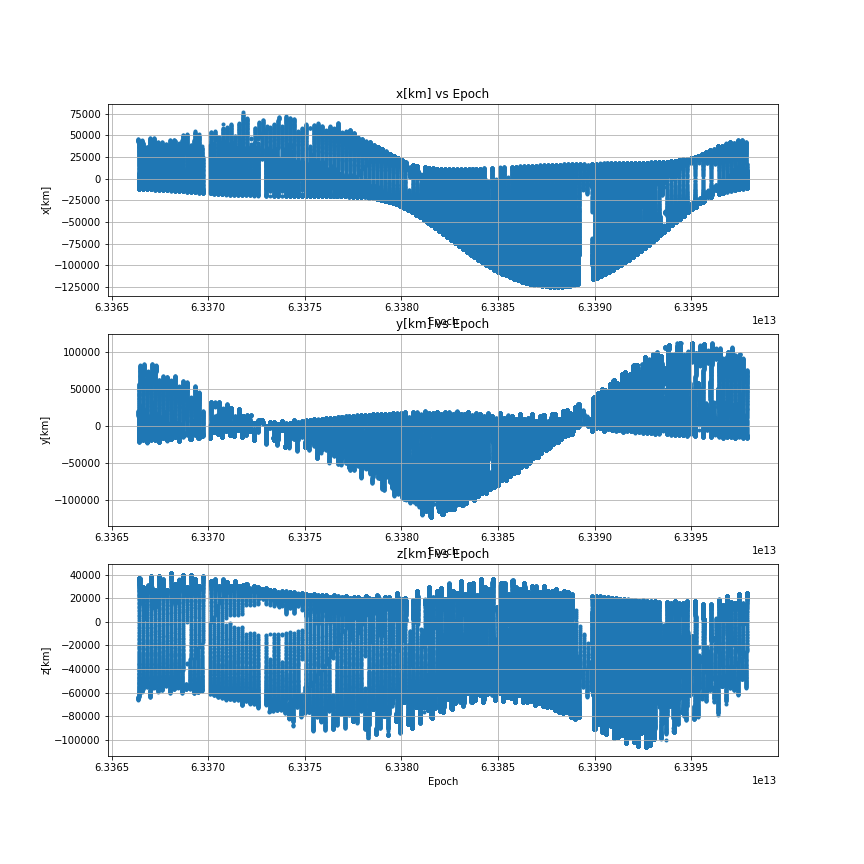 x[km] vs Epoch
75000
50000
25000
0
−25000
−50000
−75000
−100000
−125000
x[km]
6.3365 6.3370 6.3375 6.3380 6.3385 6.3390 6.3395
1e13
Epoch
y[km] vs Epoch
100000
50000
0
−50000
−100000
y[km]
6.3365 6.3370 6.3375 6.3380 6.3385 6.3390 6.3395
1e13
Epoch
z[km] vs Epoch
40000
20000
0
−20000
−40000
−60000
−80000
−100000
z[km]
6.3365 6.3370 6.3375 6.3380 6.3385 6.3390 6.3395
1e13
Epoch